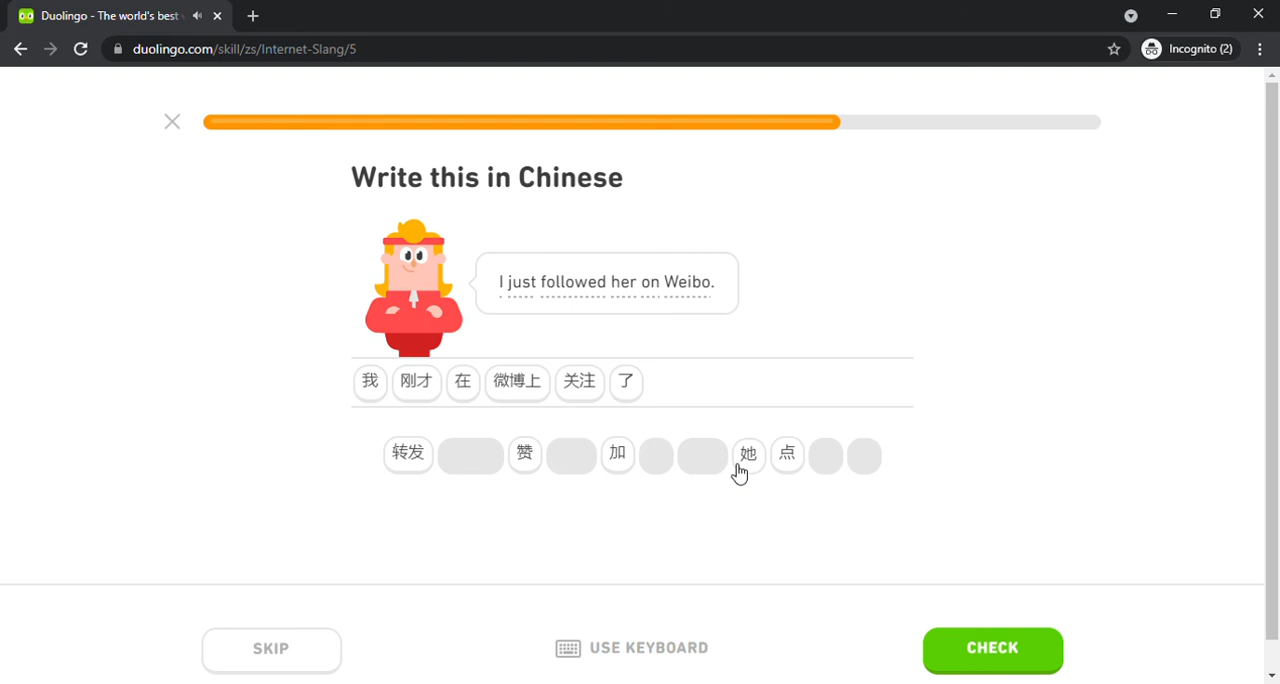 Duolingo - The world's best
duolingo.com/skill/zs/Internet-Slang/5
Incognito (2)
Write this in Chinese
I just followed her on Weibo.
我 刚才 在 微博上 关注 了
转发 赞 加 她 点
SKIP
USE KEYBOARD
CHECK